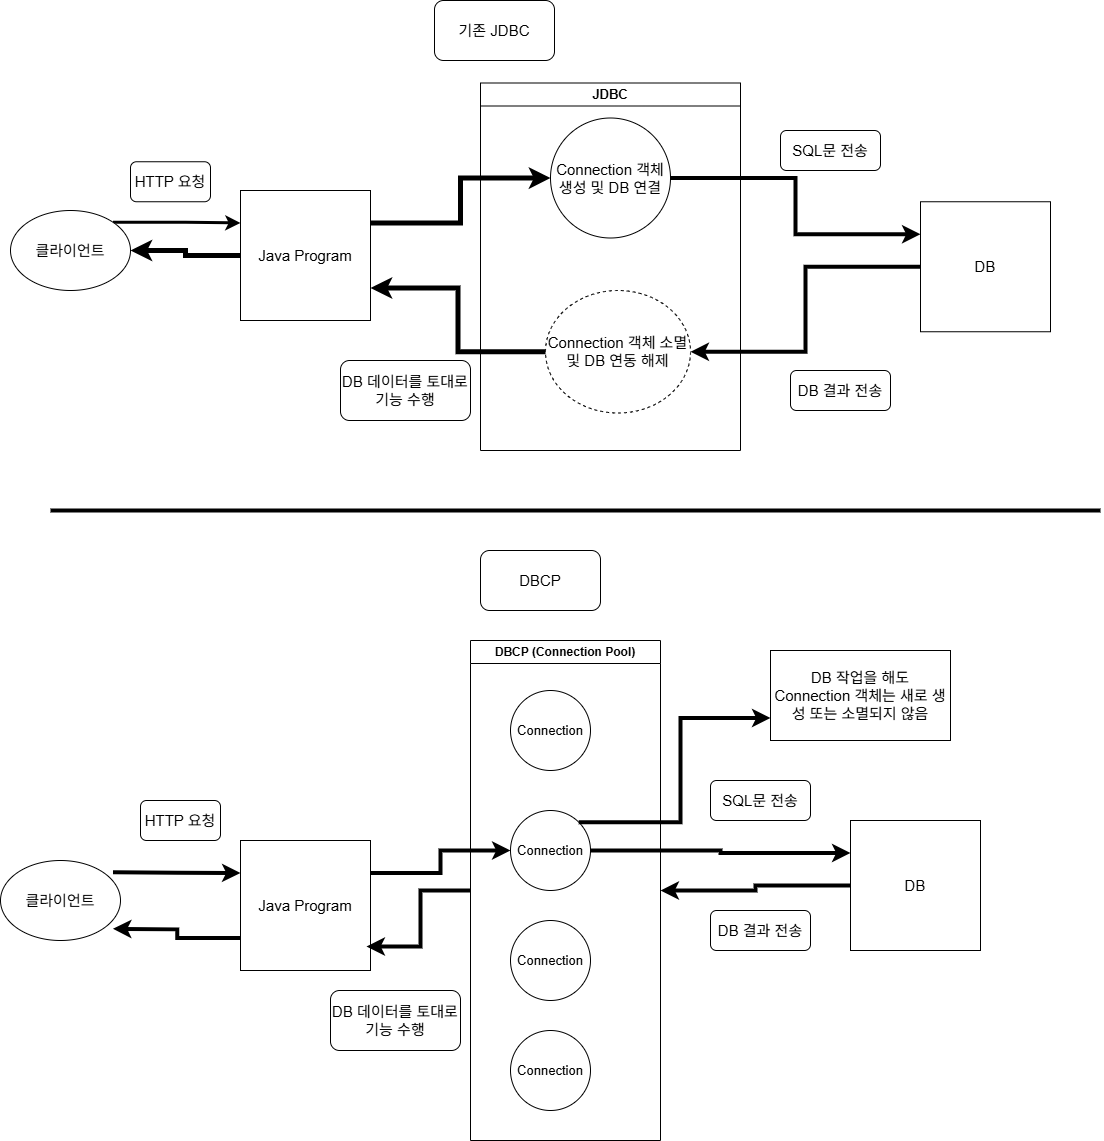 기존 JDBC
JDBC
HTTP 요청
클라이언트
Java Program
Connection 객체
생성 및 DB 연결
SQL문 전송
DB
Connection 객체 소멸
및 DB 연동 해제
DB 데이터를 토대로
기능 수행
DB 결과 전송
DBCP
DBCP (Connection Pool)
Connection
DB 작업을 해도
Connection 객체는 새로 생
성 또는 소멸되지 않음
HTTP 요청
SQL문 전송
클라이언트
Java Program
Connection
DB
DB 결과 전송
Connection
DB 데이터를 토대로
기능 수행
Connection